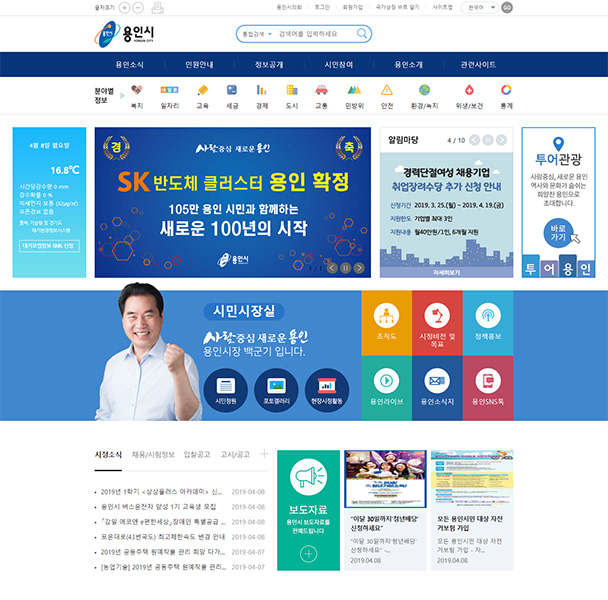 글자크기
용인시의회 로그인 회원가입 국가상징 바로 알기 사이트맵 한국어 GO
용인시
YONGIN CITY
통합검색 검색어를 입력하세요
용인소식 민원안내 정보공개 시민참여 용인소개 관련사이트
분야별
정보
복지 일자리 교육 세금 경제 도시 교통 민방위 안전 환경/녹지 위생/보건 통계
4월 8일 월요일
16.8℃
시간당강수량 0 mm
강수확률 0 %
미세먼지 보통 (32㎍/㎥)
오존경보 없음
대기오염정보 SMS 신청
경
축
사람중심 새로운 용인
SK 반도체 클러스터 용인 확정
105만 용인 시민과 함께하는
새로운 100년의 시작
용인시
1 / 1
알림마당 4 / 10
경력단절여성 채용기업
취업장려수당 추가 신청 안내
신청기간 2019. 3. 25.(월) ~ 2019. 4. 19.(금)
지원한도 기업별 최대 3인
지원내용 월40만원/1인, 6개월 지원
자세히보기
투어관광
사람중심, 새로운 용인
역사와 문화가 숨쉬는
희망찬 용인으로
초대합니다.
바로
가기
투어용인
시민시장실
사람중심 새로운 용인
용인시장 백군기 입니다.
시민청원 포토갤러리 현장시정활동
조직도 시정비전 및
목표 정책홍보
용인라이브 용인소식지 용인SNS톡
시정소식 채용/시험정보 입찰공고 고시/공고
2019년 1학기 <상상플러스 아카데미> 신... 2019-04-08
용인시 버스운전자 양성 1기 교육생 모집 2019-04-08
「감일 에코앤 e편한세상」장애인 특별공급 ... 2019-04-08
포은대로(43번국도) 최고제한속도 변경 안내 2019-04-08
2019년 공동주택 원예작물 관리 희망 다가... 2019-04-07
[농업기술] 2019년 공동주택 원예작물 관리 ... 2019-04-07
보도자료
용인시 보도자료를
전해드립니다
"이달 30일까지'청년배당'
신청하세요"
"이달 30일까지'청년배당'
신청하세요" -...
2019.04.08
모든 용인시민 대상 자전
거보험 가입
모든 용인시민 대상 자전
거보험 가입 - 자...
2019.04.08